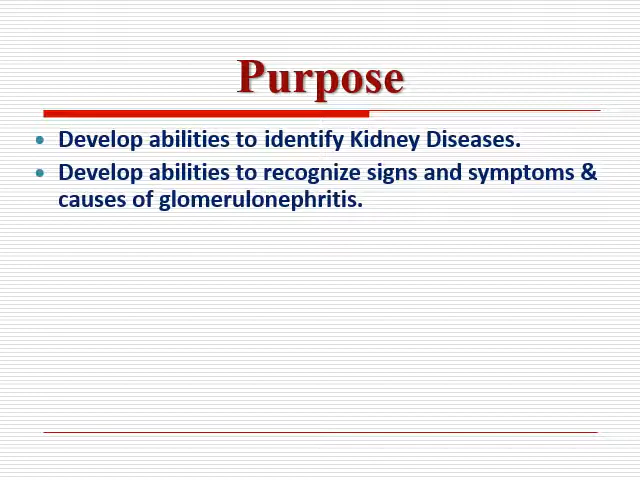 Purpose
Develop abilities to identify Kidney Diseases.
Develop abilities to recognize signs and symptoms &
causes of glomerulonephritis.